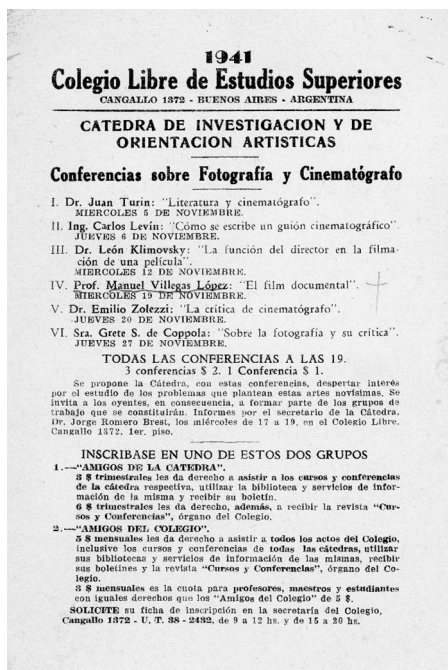 1941
Colegio Libre de Estudios Superiores
CANGALLO 1372 - BUENOS AIRES - ARGENTINA
CATEDRA DE INVESTIGACION Y DE
ORIENTACION ARTISTICAS
Conferencias sobre Fotografía y Cinematógrafo
I. Dr. Juan Turin: "Literatura y cinematógrafo".
MIERCOLES 5 DE NOVIEMBRE.
II. Ing. Carlos Levín: "Cómo se escribe un guión cinematográfico".
JUEVES 6 DE NOVIEMBRE.
III. Dr. León Klimovsky: "La función del director en la filma-
ción de una película".
MIERCOLES 12 DE NOVIEMBRE.
IV. Prof. Manuel Villegas López: "El film documental".
MIERCOLES 19 DE NOVIEMBRE.
V. Dr. Emilio Zolezzi: "La crítica de cinematógrafo".
JUEVES 20 DE NOVIEMBRE.
VI. Sra. Grete S. de Coppola: "Sobre la fotografía y su crítica".
JUEVES 27 DE NOVIEMBRE.
TODAS LAS CONFERENCIAS A LAS 19.
3 conferencias $ 2. 1 Conferencia $ 1.
Se propone la Cátedra, con estas conferencias, despertar interés
por el estudio de los problemas que plantean estas artes novísimas. Se
invita a los oyentes, en consecuencia, a formar parte de los grupos de
trabajo que se constituirán. Informes por el secretario de la Cátedra,
Dr. Jorge Romero Brest, los miércoles de 17 a 19, en el Colegio Libre,
Cangallo 1372, 1er. piso.
INSCRIBASE EN UNO DE ESTOS DOS GRUPOS
1.—"AMIGOS DE LA CATEDRA".
3 $ trimestrales les da derecho a asistir a los cursos y conferencias
de la cátedra respectiva, utilizar la biblioteca y servicios de infor-
mación de la misma y recibir su boletín.
6 $ trimestrales les da derecho, además, a recibir la revista "Cur-
sos y Conferencias", órgano del Colegio.
2.—"AMIGOS DEL COLEGIO".
5 $ mensuales les da derecho a asistir a todos los actos del Colegio,
inclusive los cursos y conferencias de todas las cátedras, utilizar
sus bibliotecas y servicios de información de las mismas, recibir
sus boletines y la revista "Cursos y Conferencias", órgano del Co-
legio.
3 $ mensuales es la cuota para profesores, maestros y estudiantes
con iguales derechos que los "Amigos del Colegio" de 5 $.
SOLICITE su ficha de inscripción en la secretaría del Colegio,
Cangallo 1372 - U. T. 38 - 2432, de 9 a 12 hs. y de 15 a 20 hs.